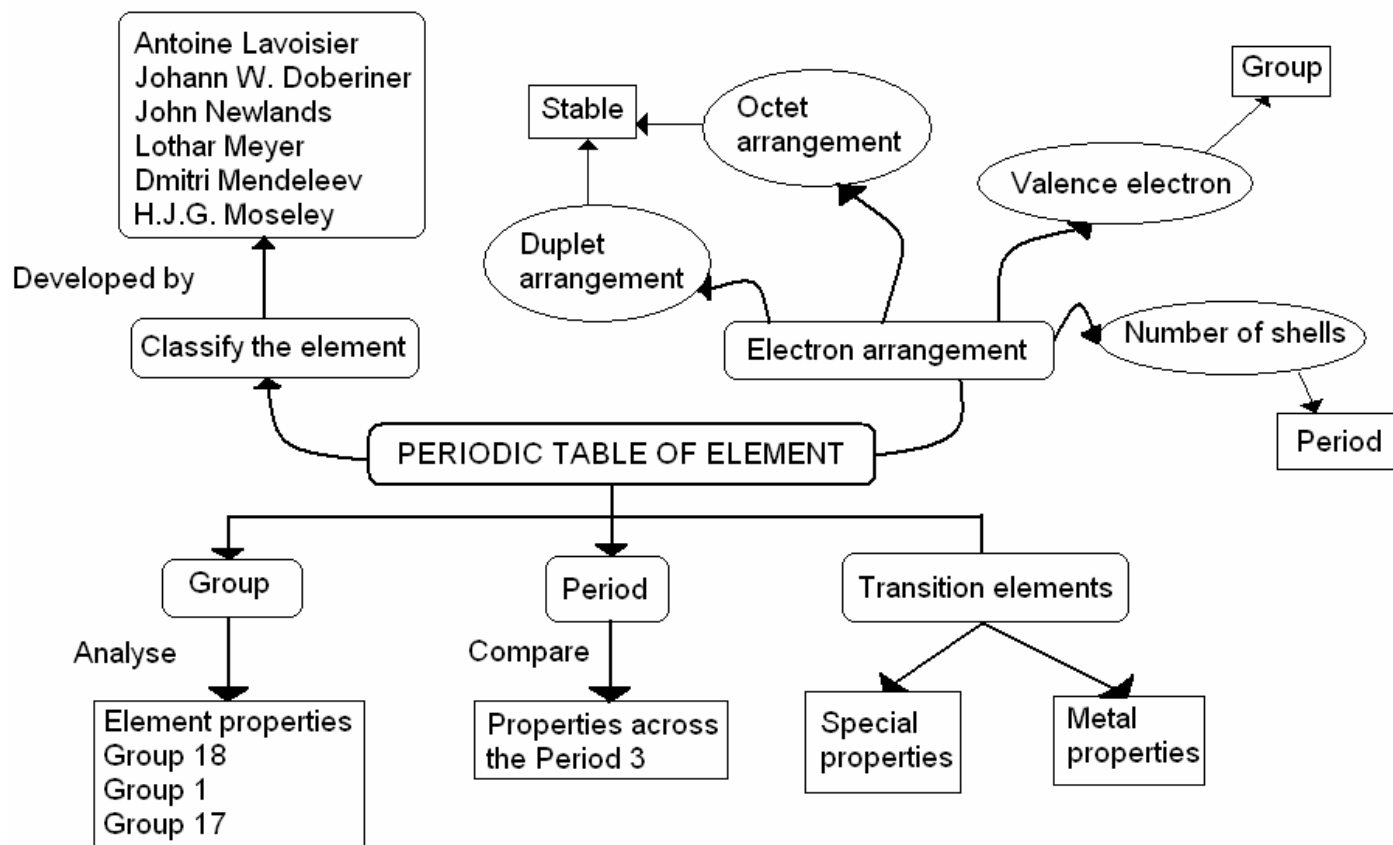 Antoine Lavoisier
Johann W. Doberiner
John Newlands
Lothar Meyer
Dmitri Mendeleev
H.J.G. Moseley
Developed by
Classify the element
Stable
Octet
arrangement
Group
Valence electron
Duplet
arrangement
Electron arrangement
Number of shells
Period
PERIODIC TABLE OF ELEMENT
Group
Analyse
Element properties
Group 18
Group 1
Group 17
Period
Compare
Properties across
the Period 3
Transition elements
Special
properties
Metal
properties